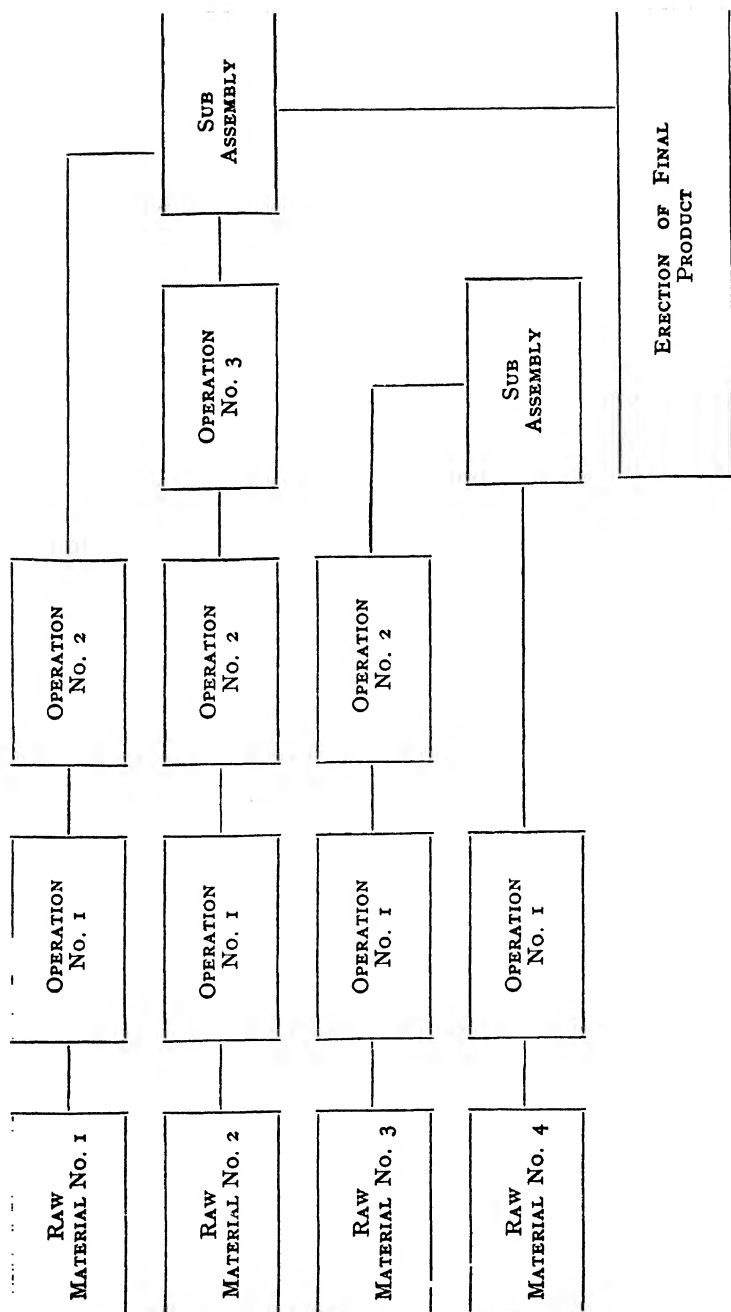 Raw
Material No. 1
Operation
No. 1
Operation
No. 2
Raw
Material No. 2
Operation
No. 1
Operation
No. 2
Operation
No. 3
Sub
Assembly
Raw
Material No. 3
Operation
No. 1
Operation
No. 2
Raw
Material No. 4
Operation
No. 1
Sub
Assembly
Erection of Final
Product